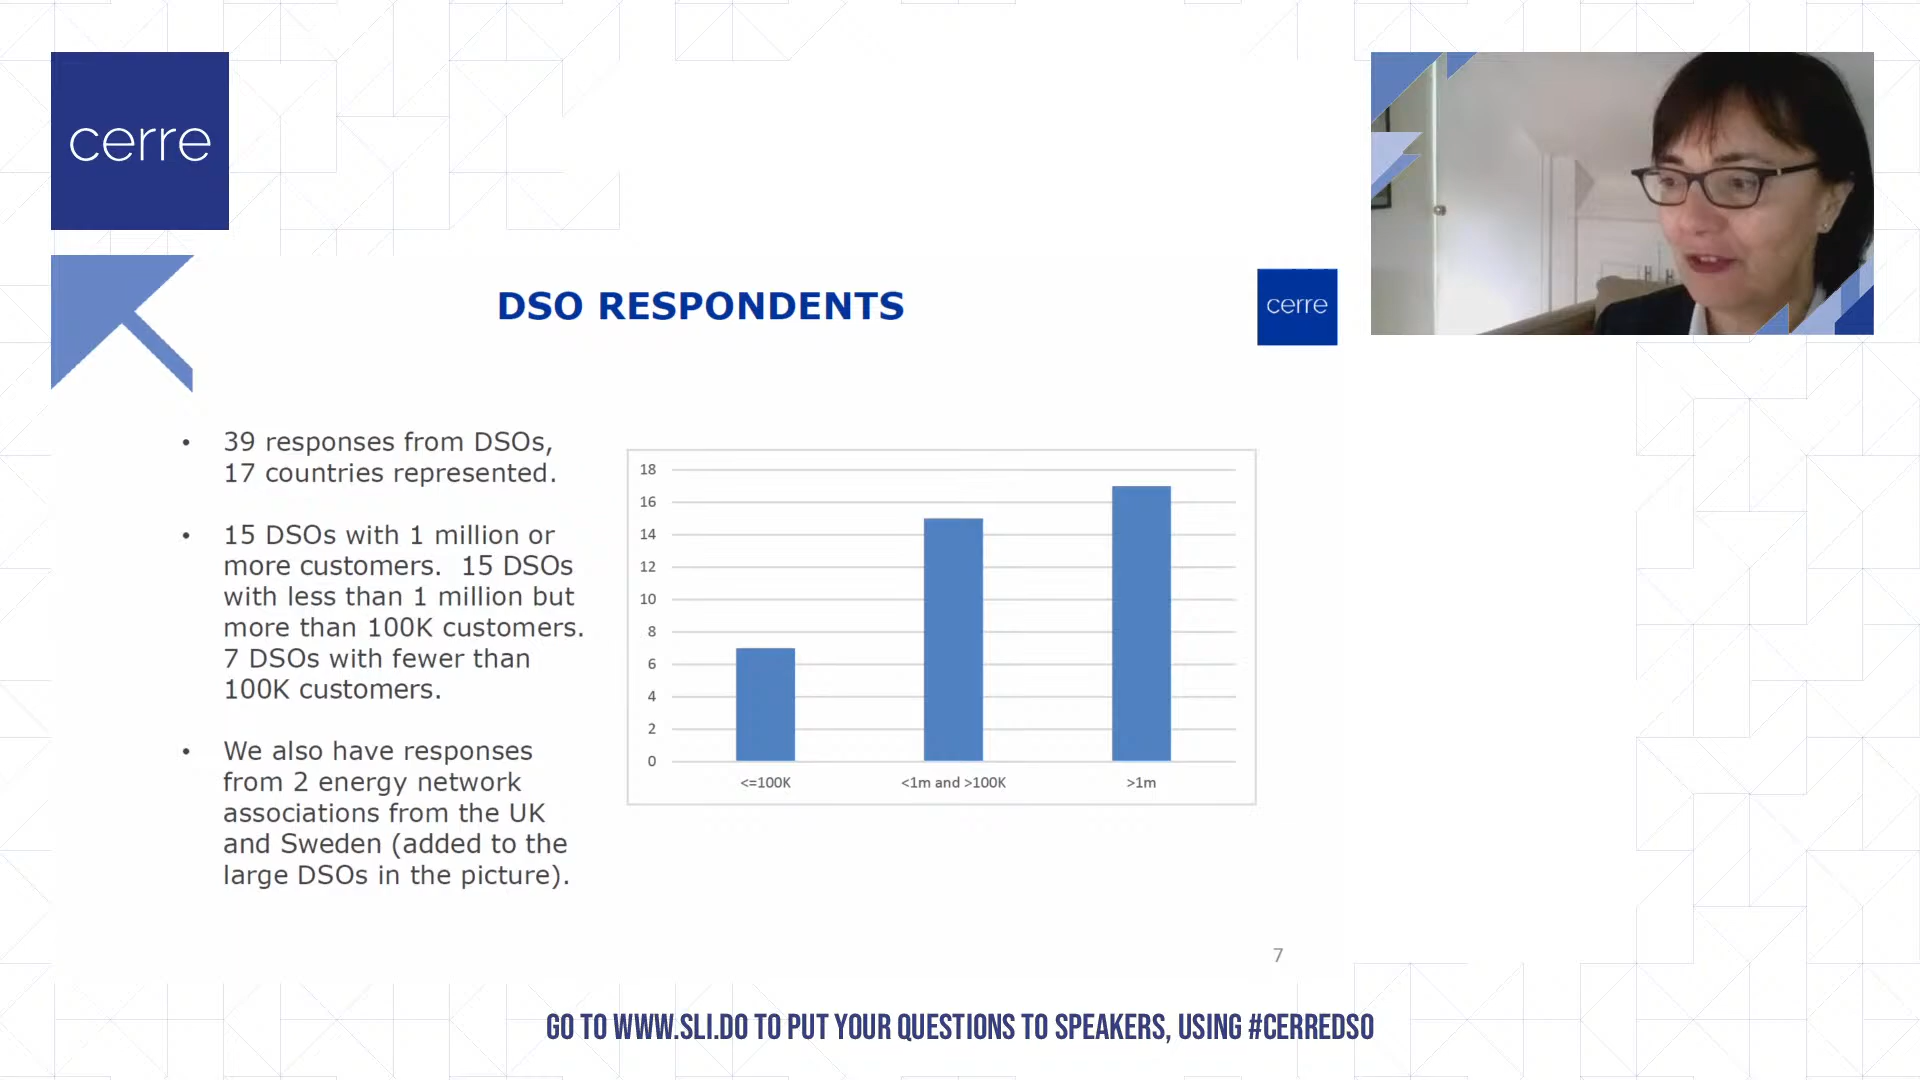 cerre
DSO RESPONDENTS
cerre
• 39 responses from DSOs,
17 countries represented.
• 15 DSOs with 1 million or
more customers.  15 DSOs
with less than 1 million but
more than 100K customers.
7 DSOs with fewer than
100K customers.
• We also have responses
from 2 energy network
associations from the UK
and Sweden (added to the
large DSOs in the picture).
18
16
14
12
10
8
6
4
2
0
<=100K
<1m and >100K
>1m
7
GO TO WWW.SLI.DO TO PUT YOUR QUESTIONS TO SPEAKERS, USING #CERREDSO